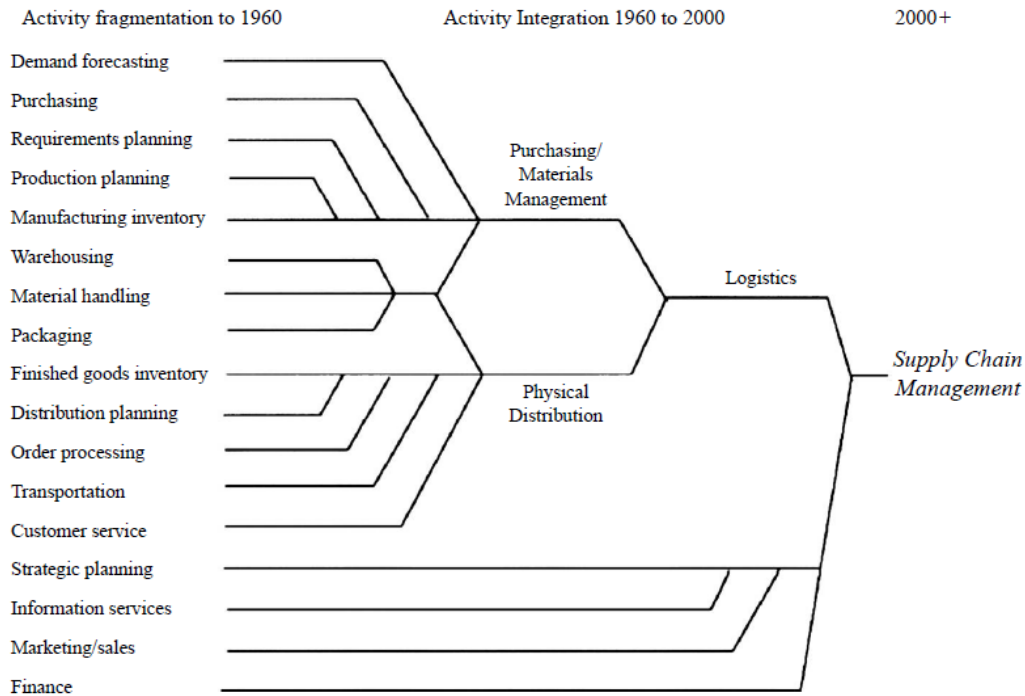 Activity fragmentation to 1960
Activity Integration 1960 to 2000
2000+
Demand forecasting
Purchasing
Requirements planning
Production planning
Manufacturing inventory
Warehousing
Material handling
Packaging
Finished goods inventory
Distribution planning
Order processing
Transportation
Customer service
Strategic planning
Information services
Marketing/sales
Finance
Purchasing/
Materials
Management
Physical
Distribution
Logistics
Supply Chain
Management